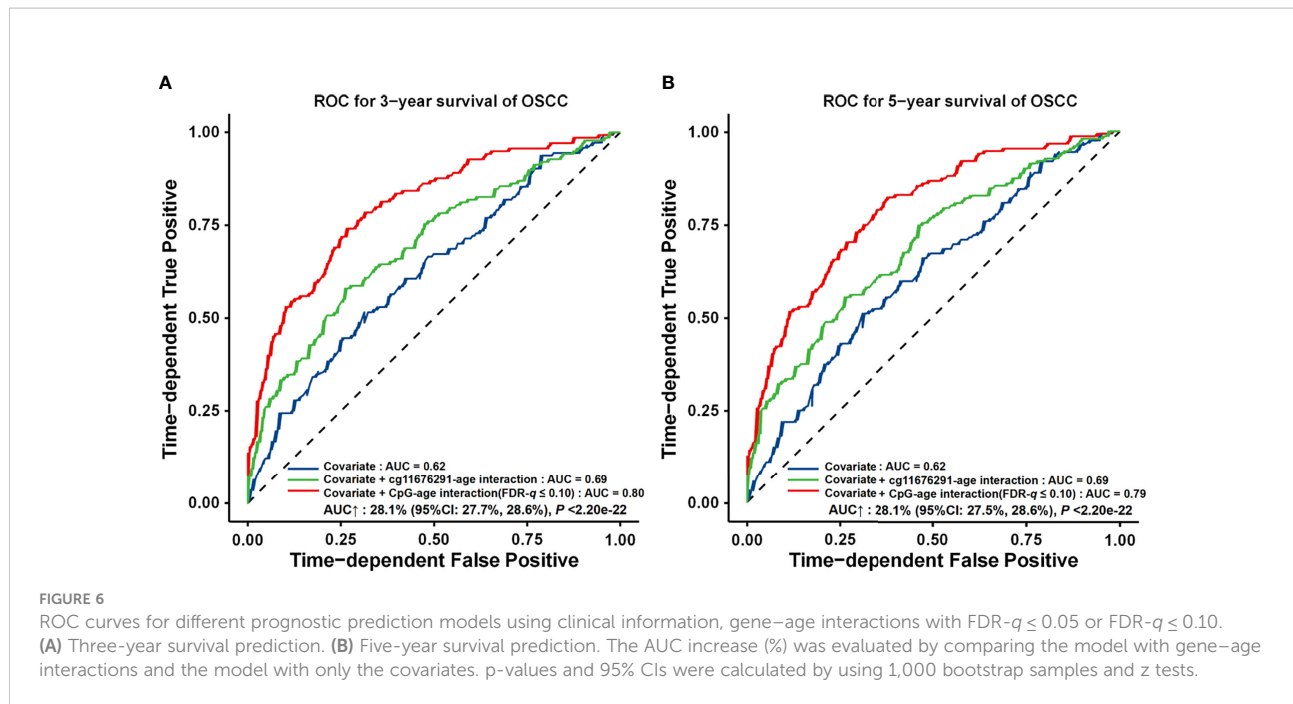 A
ROC for 3−year survival of OSCC
Time−dependent True Positive
1.00
0.75
0.50
0.25
0.00
Covariate : AUC = 0.62
Covariate + cg11676291-age interaction : AUC = 0.69
Covariate + CpG-age interaction(FDR-q ≤ 0.10) : AUC = 0.80
AUC↑ : 28.1% (95%CI: 27.7%, 28.6%), P <2.20e-22
0.00 0.25 0.50 0.75 1.00
Time−dependent False Positive
B
ROC for 5−year survival of OSCC
Time−dependent True Positive
1.00
0.75
0.50
0.25
0.00
Covariate : AUC = 0.62
Covariate + cg11676291-age interaction : AUC = 0.69
Covariate + CpG-age interaction(FDR-q ≤ 0.10) : AUC = 0.79
AUC↑ : 28.1% (95%CI: 27.5%, 28.6%), P <2.20e-22
0.00 0.25 0.50 0.75 1.00
Time−dependent False Positive
FIGURE 6
ROC curves for different prognostic prediction models using clinical information, gene–age interactions with FDR-q ≤ 0.05 or FDR-q ≤ 0.10.
(A) Three-year survival prediction. (B) Five-year survival prediction. The AUC increase (%) was evaluated by comparing the model with gene–age
interactions and the model with only the covariates. p-values and 95% CIs were calculated by using 1,000 bootstrap samples and z tests.